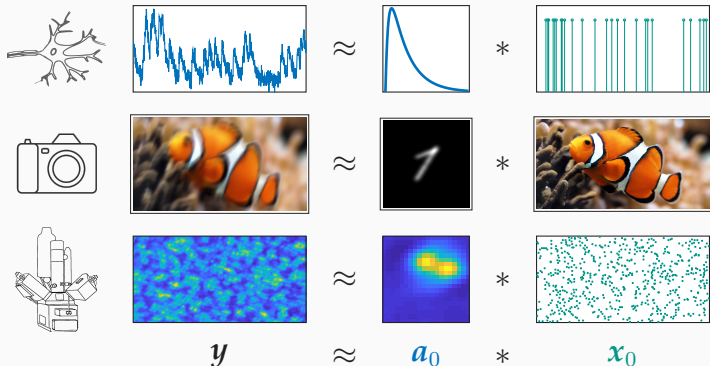 ≈ *
≈ *
≈ *
y ≈ a₀ * x₀